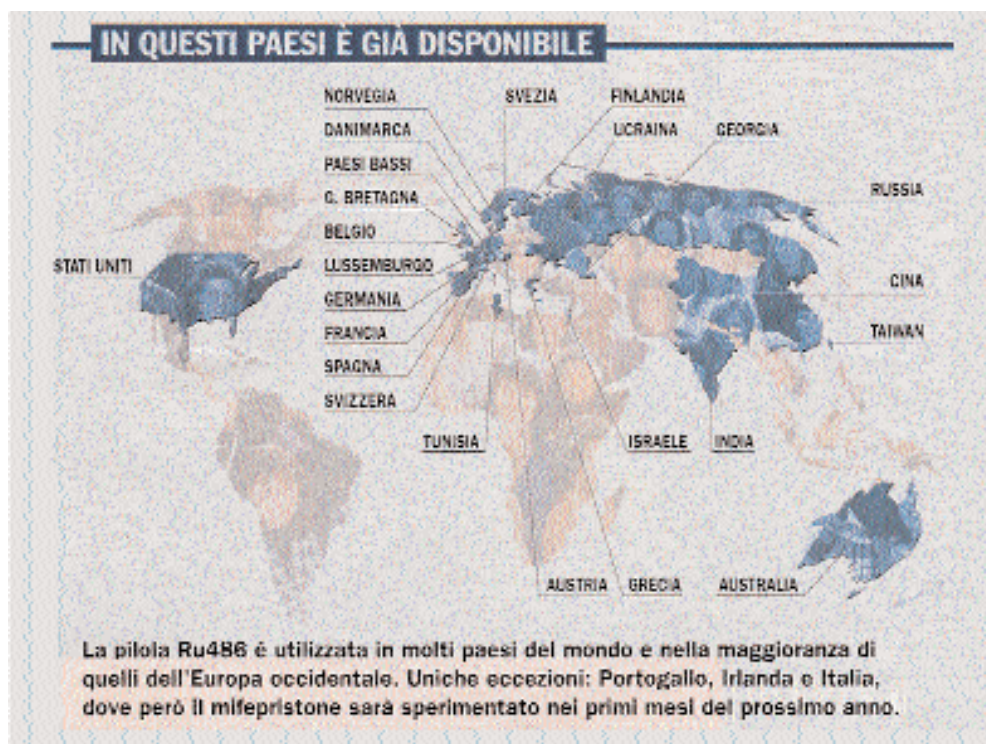 IN QUESTI PAESI È GIÀ DISPONIBILE
NORVEGIA
SVEZIA
FINLANDIA
DANIMARCA
UCRAINA
GEORGIA
PAESI BASSI
G. BRETAGNA
RUSSIA
BELGIO
STATI UNITI
LUSSEMBURGO
CINA
GERMANIA
FRANCIA
TAIWAN
SPAGNA
SVIZZERA
TUNISIA
ISRAELE
INDIA
AUSTRIA
GRECIA
AUSTRALIA
La pilola Ru486 é utilizzata in molti paesi del mondo e nella maggioranza di
quelli dell'Europa occidentale. Uniche eccezioni: Portogallo, Irlanda e Italia,
dove però il mifepristone sarà sperimentato nei primi mesi del prossimo anno.